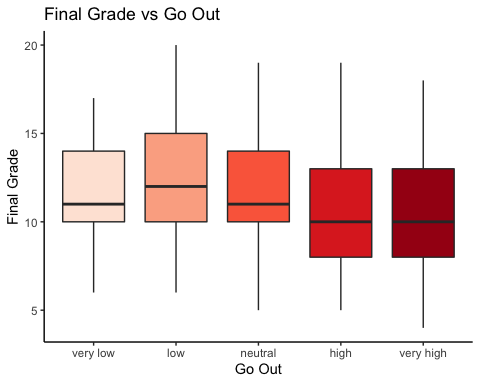 Final Grade vs Go Out
20
15
10
5
Final Grade
very low
low
neutral
high
very high
Go Out